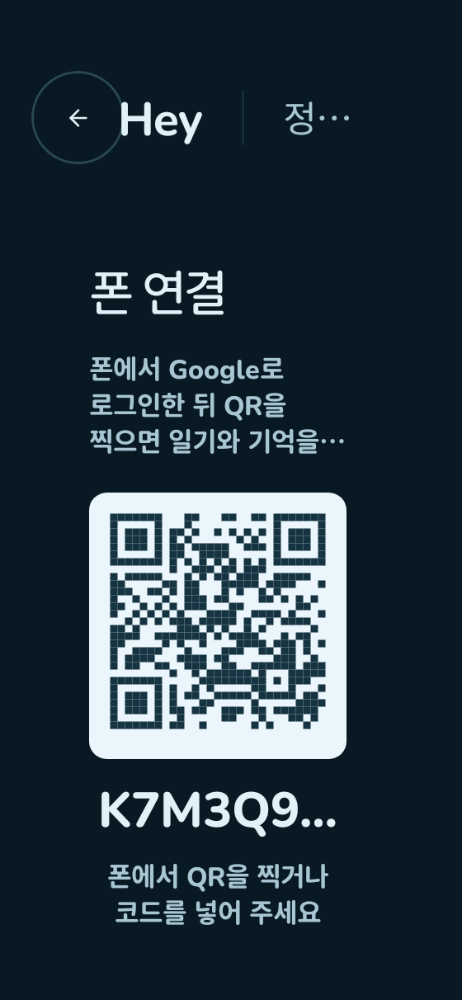 Hey
정…
폰 연결
폰에서 Google로
로그인한 뒤 QR을
찍으면 일기와 기억을…
K7M3Q9...
폰에서 QR을 찍거나
코드를 넣어 주세요